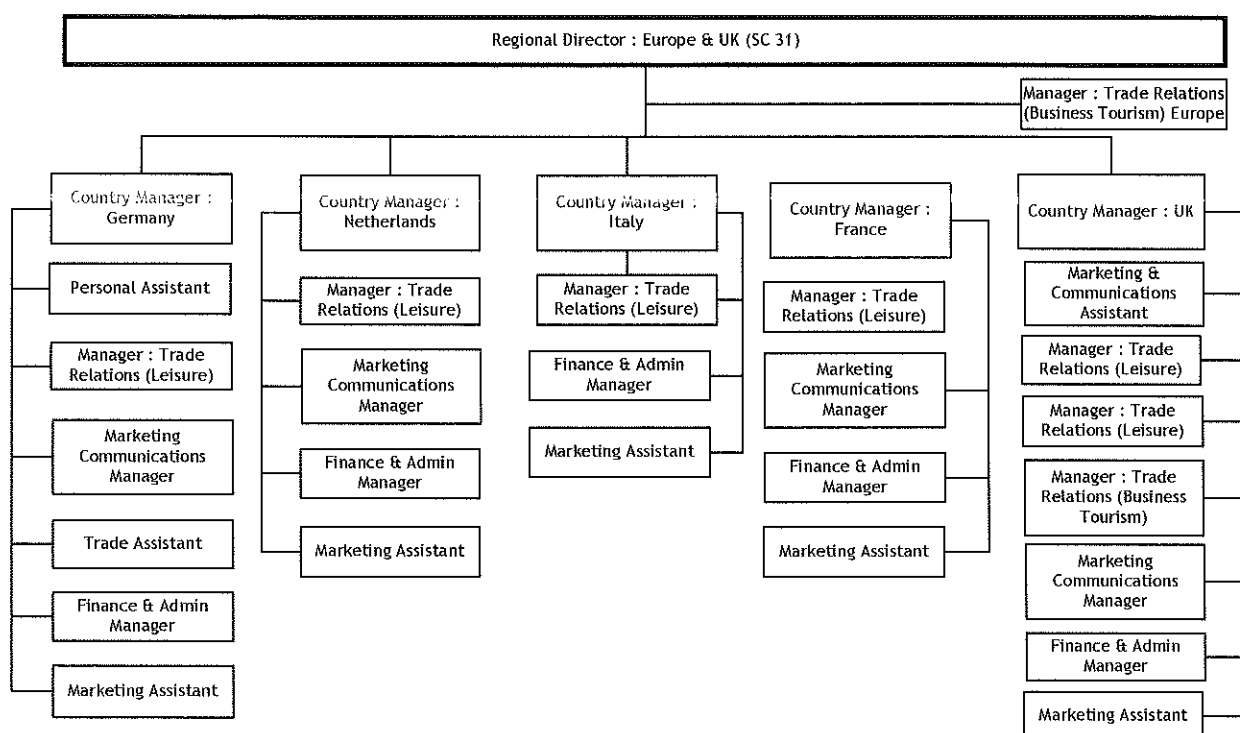 Regional Director : Europe & UK (SC 31)
Manager : Trade Relations
(Business Tourism) Europe
Country Manager :
Germany
Personal Assistant
Manager : Trade
Relations (Leisure)
Marketing
Communications
Manager
Trade Assistant
Finance & Admin
Manager
Marketing Assistant
Country Manager :
Netherlands
Manager : Trade
Relations (Leisure)
Marketing
Communications
Manager
Finance & Admin
Manager
Marketing Assistant
Country Manager :
Italy
Manager : Trade
Relations (Leisure)
Finance & Admin
Manager
Marketing Assistant
Country Manager :
France
Manager : Trade
Relations (Leisure)
Marketing
Communications
Manager
Finance & Admin
Manager
Marketing Assistant
Country Manager : UK
Marketing &
Communications
Assistant
Manager : Trade
Relations (Leisure)
Manager : Trade
Relations (Leisure)
Manager : Trade
Relations (Business
Tourism)
Marketing
Communications
Manager
Finance & Admin
Manager
Marketing Assistant